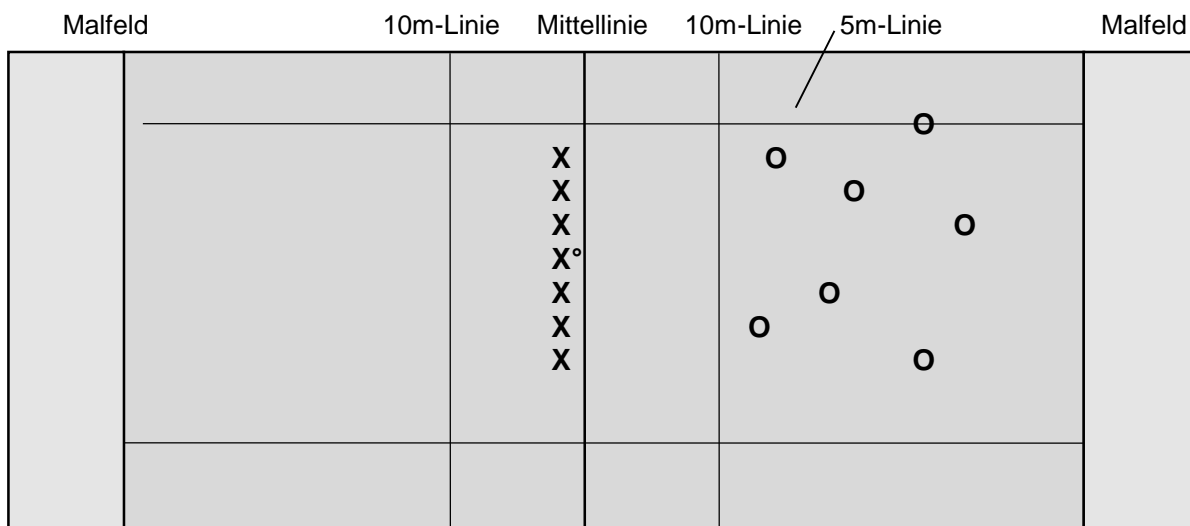 Malfeld 10m-Linie Mittellinie 10m-Linie 5m-Linie Malfeld
O
X O
X O
X O
X°
X O
X O
X O